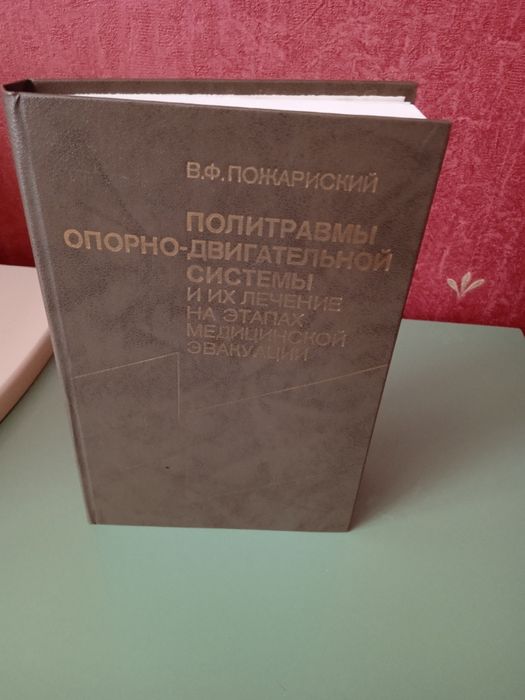 В.Ф. ПОЖАРИСКИЙ
ПОЛИТРАВМЫ
ОПОРНО-ДВИГАТЕЛЬНОЙ
СИСТЕМЫ
И ИХ ЛЕЧЕНИЕ
НА ЭТАПАХ
МЕДИЦИНСКОЙ
ЭВАКУАЦИИ